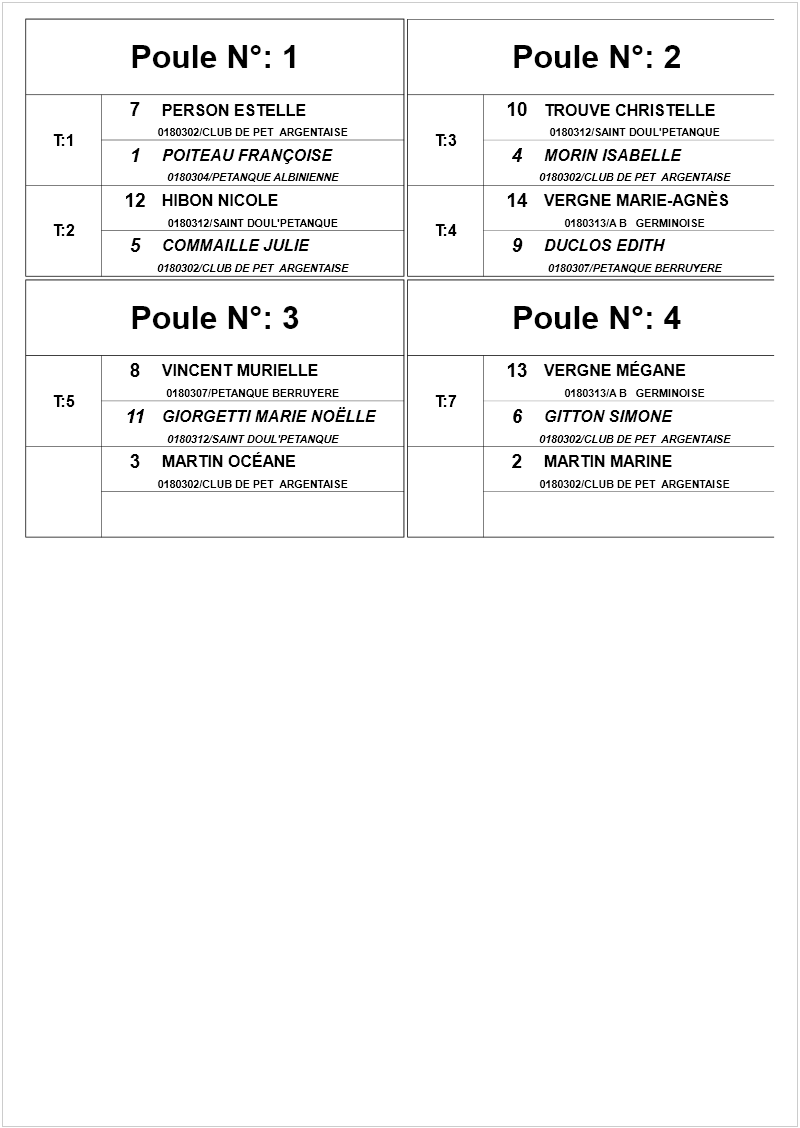 Poule N°: 1
T:1
7 PERSON ESTELLE
0180302/CLUB DE PET  ARGENTAISE
1 POITEAU FRANÇOISE
0180304/PETANQUE ALBINIENNE
T:2
12 HIBON NICOLE
0180312/SAINT DOUL'PETANQUE
5 COMMAILLE JULIE
0180302/CLUB DE PET  ARGENTAISE
Poule N°: 2
T:3
10 TROUVE CHRISTELLE
0180312/SAINT DOUL'PETANQUE
4 MORIN ISABELLE
0180302/CLUB DE PET  ARGENTAISE
T:4
14 VERGNE MARIE-AGNÈS
0180313/A B   GERMINOISE
9 DUCLOS EDITH
0180307/PETANQUE BERRUYERE
Poule N°: 3
T:5
8 VINCENT MURIELLE
0180307/PETANQUE BERRUYERE
11 GIORGETTI MARIE NOËLLE
0180312/SAINT DOUL'PETANQUE
3 MARTIN OCÉANE
0180302/CLUB DE PET  ARGENTAISE
Poule N°: 4
T:7
13 VERGNE MÉGANE
0180313/A B   GERMINOISE
6 GITTON SIMONE
0180302/CLUB DE PET  ARGENTAISE
2 MARTIN MARINE
0180302/CLUB DE PET  ARGENTAISE